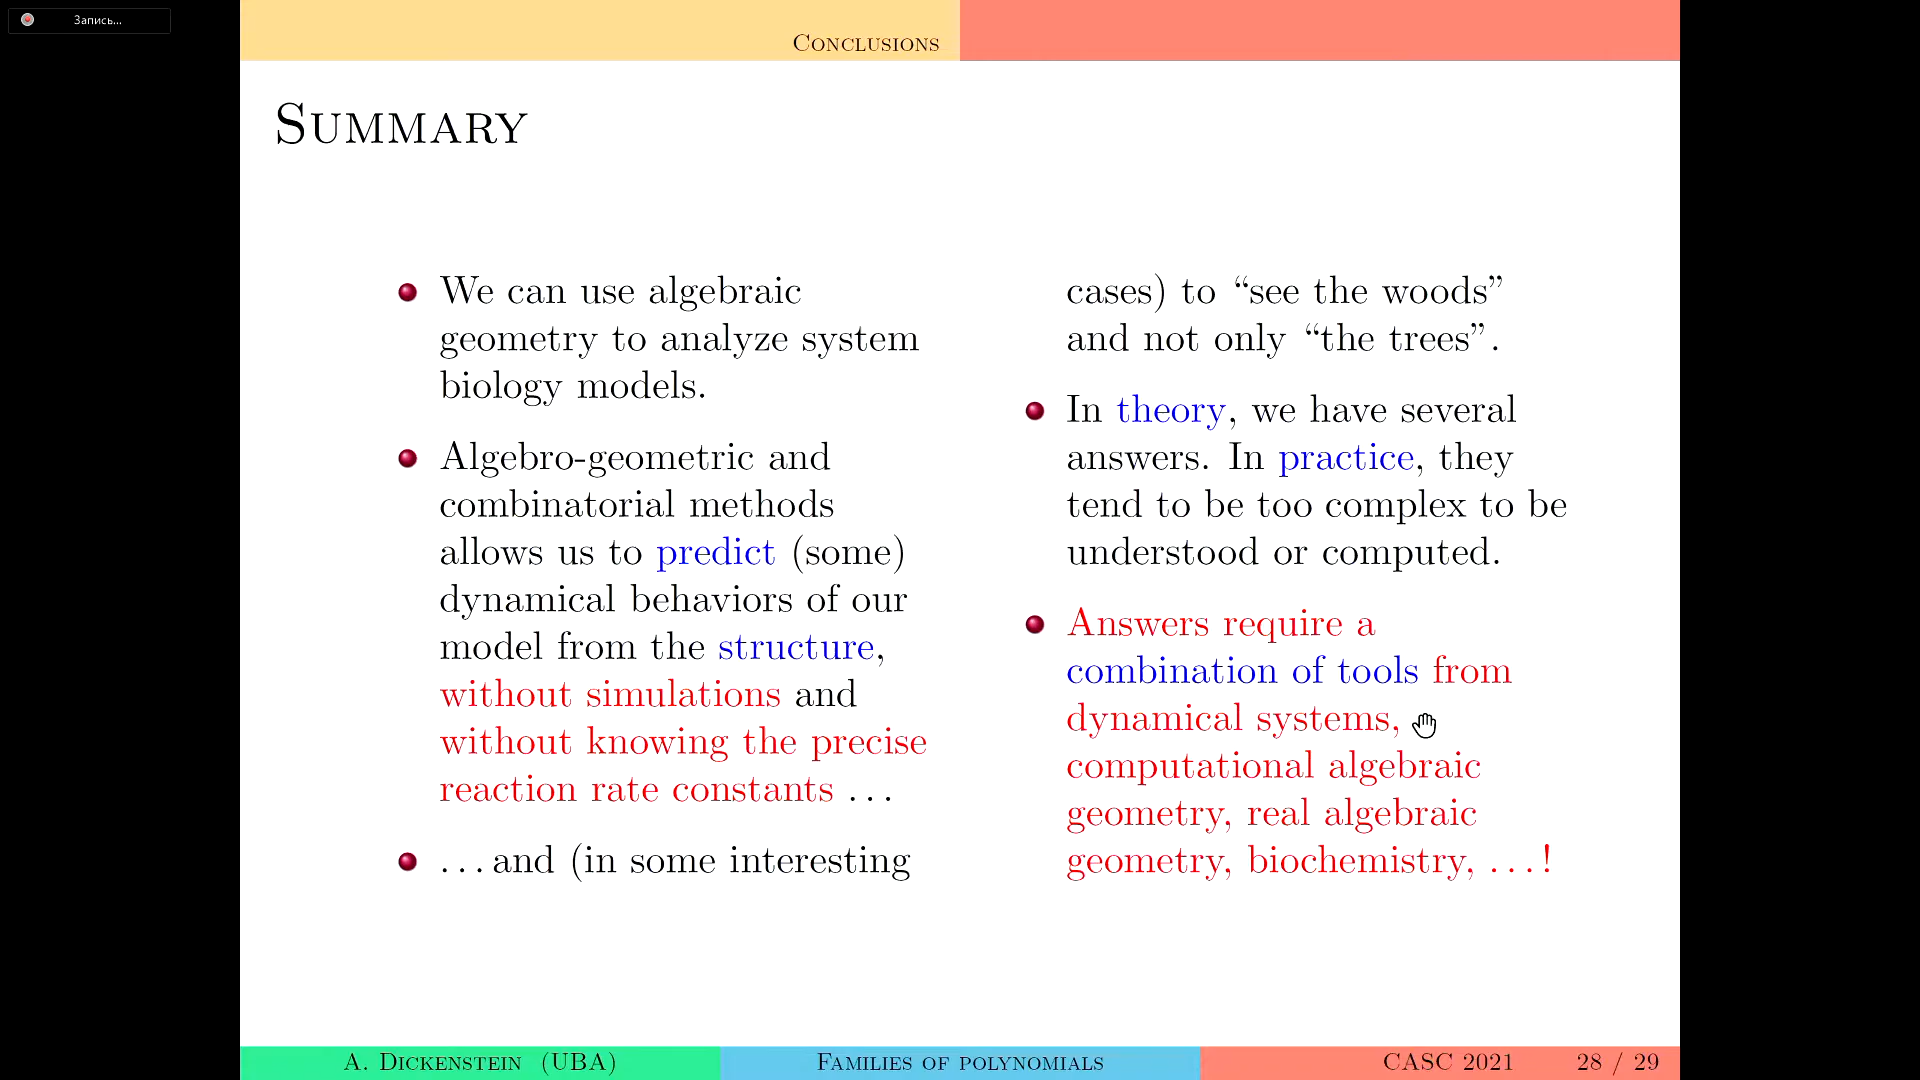 Запись...
Conclusions
Summary
We can use algebraic
geometry to analyze system
biology models.
Algebro-geometric and
combinatorial methods
allows us to predict (some)
dynamical behaviors of our
model from the structure,
without simulations and
without knowing the precise
reaction rate constants ...
...and (in some interesting
cases) to “see the woods”
and not only “the trees”.
In theory, we have several
answers. In practice, they
tend to be too complex to be
understood or computed.
Answers require a
combination of tools from
dynamical systems,
computational algebraic
geometry, real algebraic
geometry, biochemistry, ...!
A. Dickenstein (UBA)
Families of polynomials
CASC 2021 28 / 29